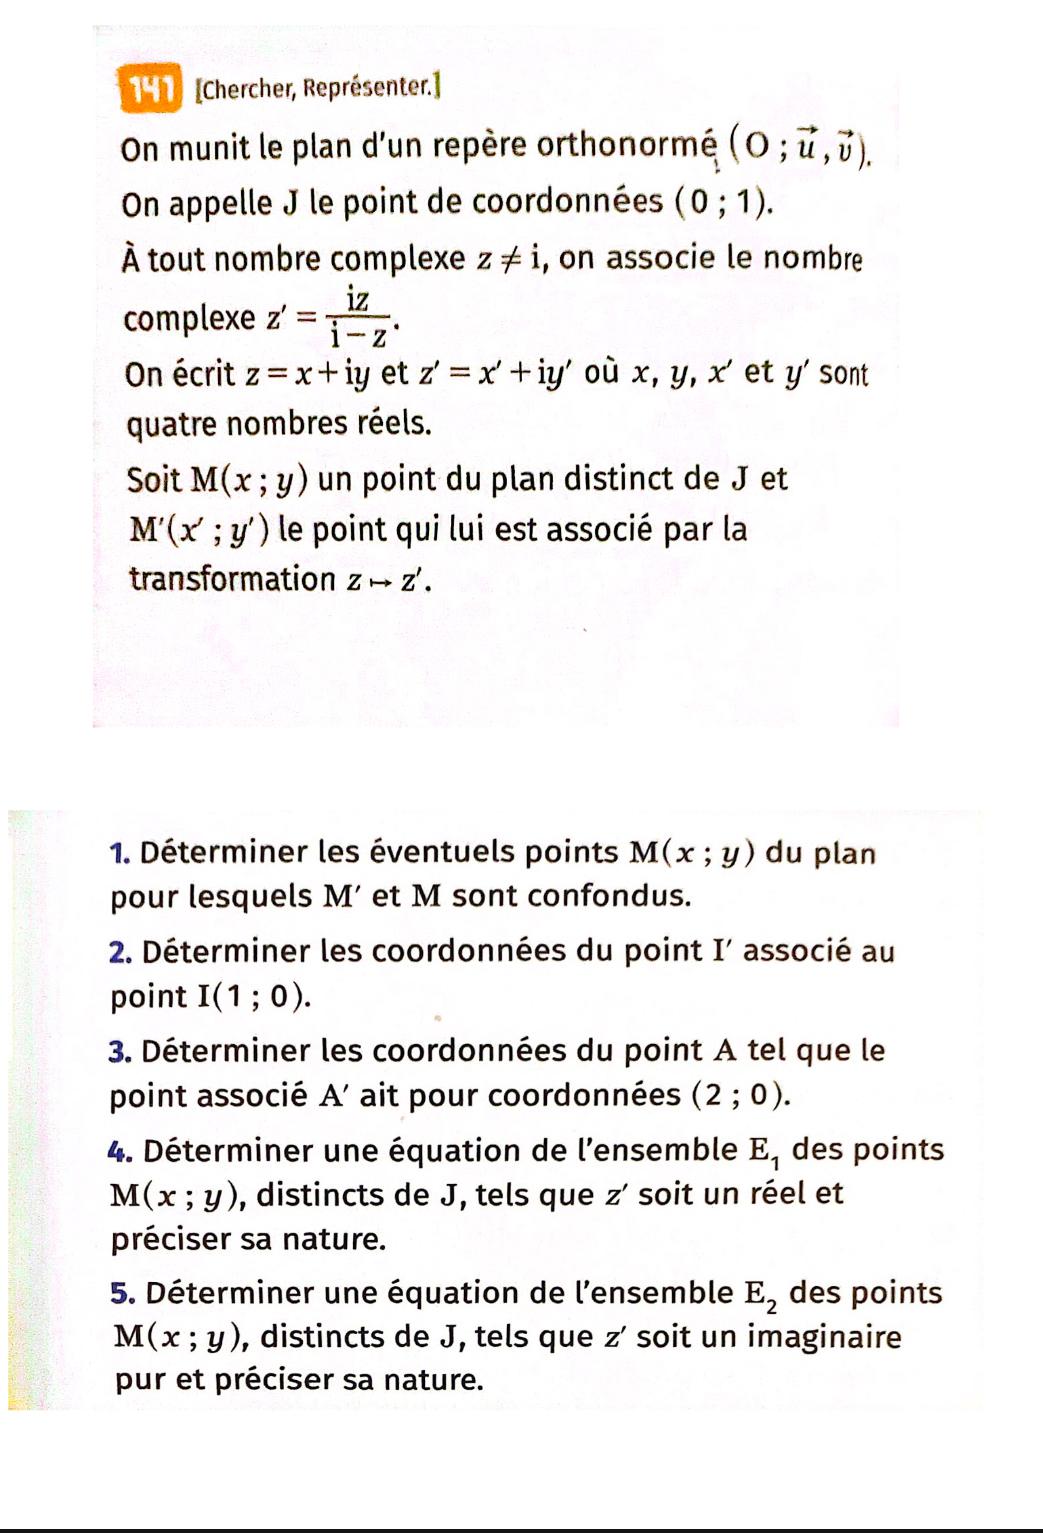 141 [Chercher, Représenter.]
On munit le plan d'un repère orthonormé (O ; u⃗ , v⃗).
On appelle J le point de coordonnées (0 ; 1).
À tout nombre complexe z ≠ i, on associe le nombre
complexe z′ = iz/(i − z).
On écrit z = x + iy et z′ = x′ + iy′ où x, y, x′ et y′ sont
quatre nombres réels.
Soit M(x ; y) un point du plan distinct de J et
M′(x′ ; y′) le point qui lui est associé par la
transformation z ↦ z′.
1. Déterminer les éventuels points M(x ; y) du plan
pour lesquels M′ et M sont confondus.
2. Déterminer les coordonnées du point I′ associé au
point I(1 ; 0).
3. Déterminer les coordonnées du point A tel que le
point associé A′ ait pour coordonnées (2 ; 0).
4. Déterminer une équation de l'ensemble E₁ des points
M(x ; y), distincts de J, tels que z′ soit un réel et
préciser sa nature.
5. Déterminer une équation de l'ensemble E₂ des points
M(x ; y), distincts de J, tels que z′ soit un imaginaire
pur et préciser sa nature.